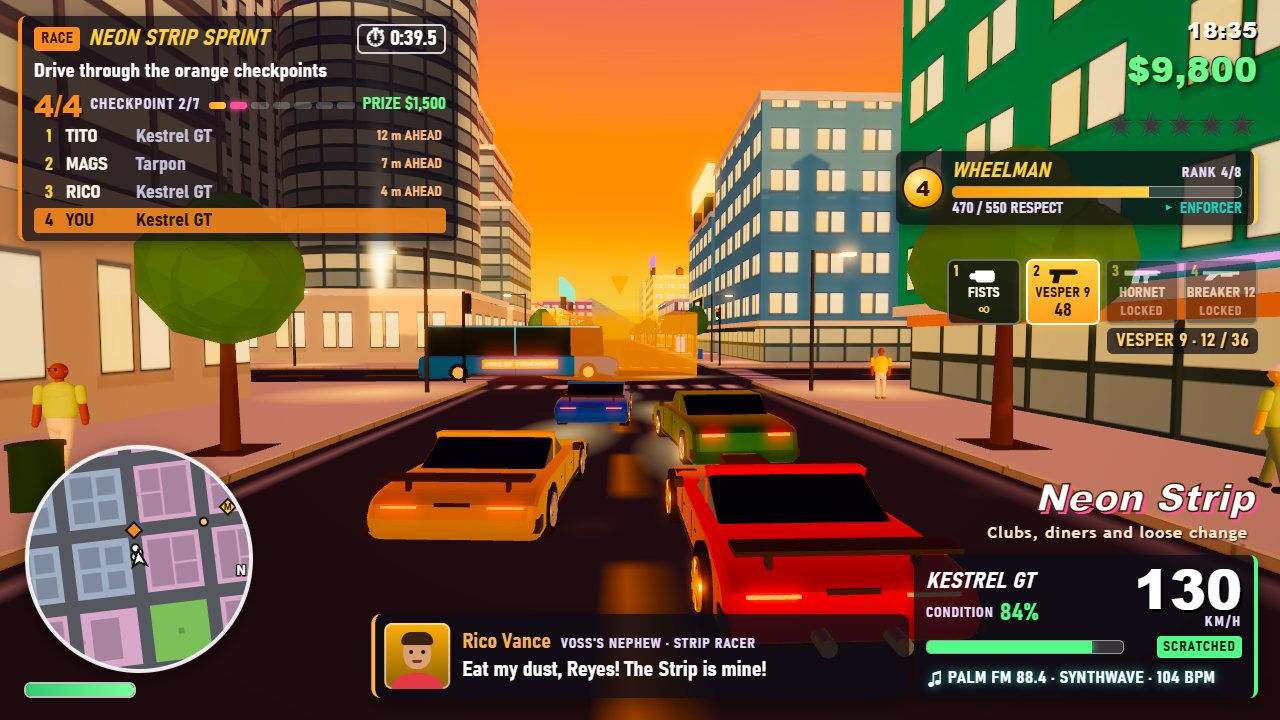 RACE NEON STRIP SPRINT 0:39.5
Drive through the orange checkpoints
4/4 CHECKPOINT 2/7 PRIZE $1,500
1 TITO Kestrel GT 12 m AHEAD
2 MAGS Tarpon 7 m AHEAD
3 RICO Kestrel GT 4 m AHEAD
4 YOU Kestrel GT
18:35
$9,800
4 WHEELMAN RANK 4/8
470 / 550 RESPECT ▸ ENFORCER
1 FISTS ∞
2 VESPER 9 48
3 HORNET LOCKED
4 BREAKER 12 LOCKED
VESPER 9 · 12 / 36
PALM TRANSIT
M
N
Neon Strip
Clubs, diners and loose change
KESTREL GT 130 KM/H
CONDITION 84%
SCRATCHED
PALM FM 88.4 · SYNTHWAVE · 104 BPM
Rico Vance VOSS'S NEPHEW · STRIP RACER
Eat my dust, Reyes! The Strip is mine!